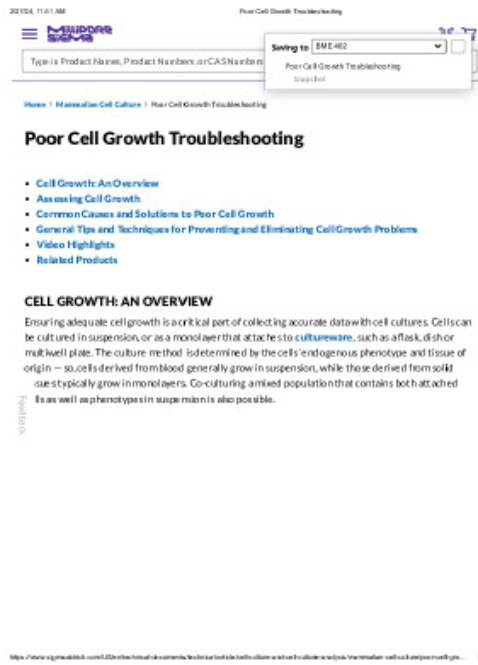 2/21/24, 11:41 AM Poor Cell Growth Troubleshooting
MILLIPORE
SIGMA
Saving to BME 402
Type in Product Names, Product Numbers, or CAS Numbers
Poor Cell Growth Troubleshooting
Snapshot
Home > Mammalian Cell Culture > Poor Cell Growth Troubleshooting
Poor Cell Growth Troubleshooting
Cell Growth: An Overview
Assessing Cell Growth
Common Causes and Solutions to Poor Cell Growth
General Tips and Techniques for Preventing and Eliminating Cell Growth Problems
Video Highlights
Related Products
CELL GROWTH: AN OVERVIEW
Ensuring adequate cell growth is a critical part of collecting accurate data with cell cultures. Cells can
be cultured in suspension, or as a monolayer that attaches to cultureware, such as a flask, dish or
multiwell plate. The culture method is determined by the cells' endogenous phenotype and tissue of
origin — so, cells derived from blood generally grow in suspension, while those derived from solid
sues typically grow in monolayers. Co-culturing a mixed population that contains both attached
lls as well as phenotypes in suspension is also possible.
Feedback